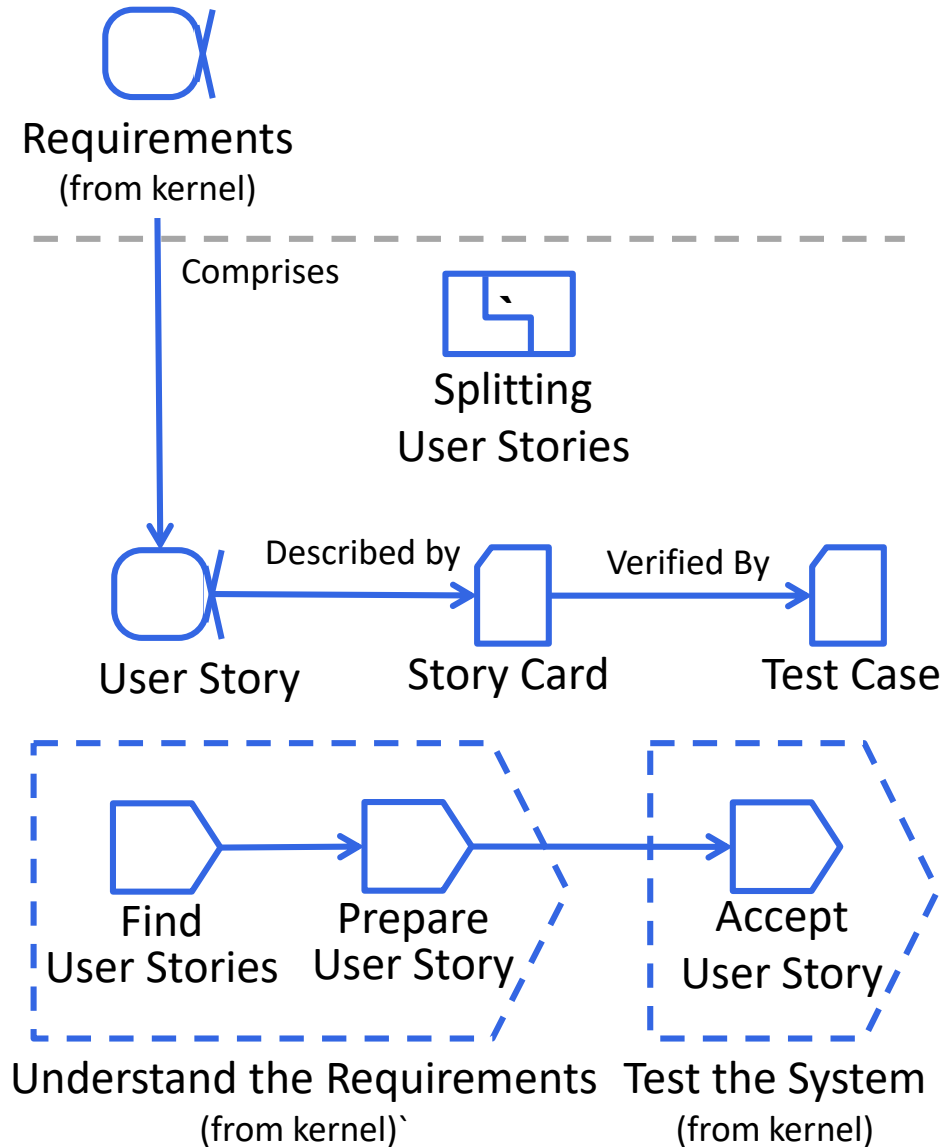 Requirements
(from kernel)
Comprises
`
Splitting
User Stories
Described by
Verified By
User Story
Story Card
Test Case
Find
User Stories
Prepare
User Story
Accept
User Story
Understand the Requirements
(from kernel)`
Test the System
(from kernel)